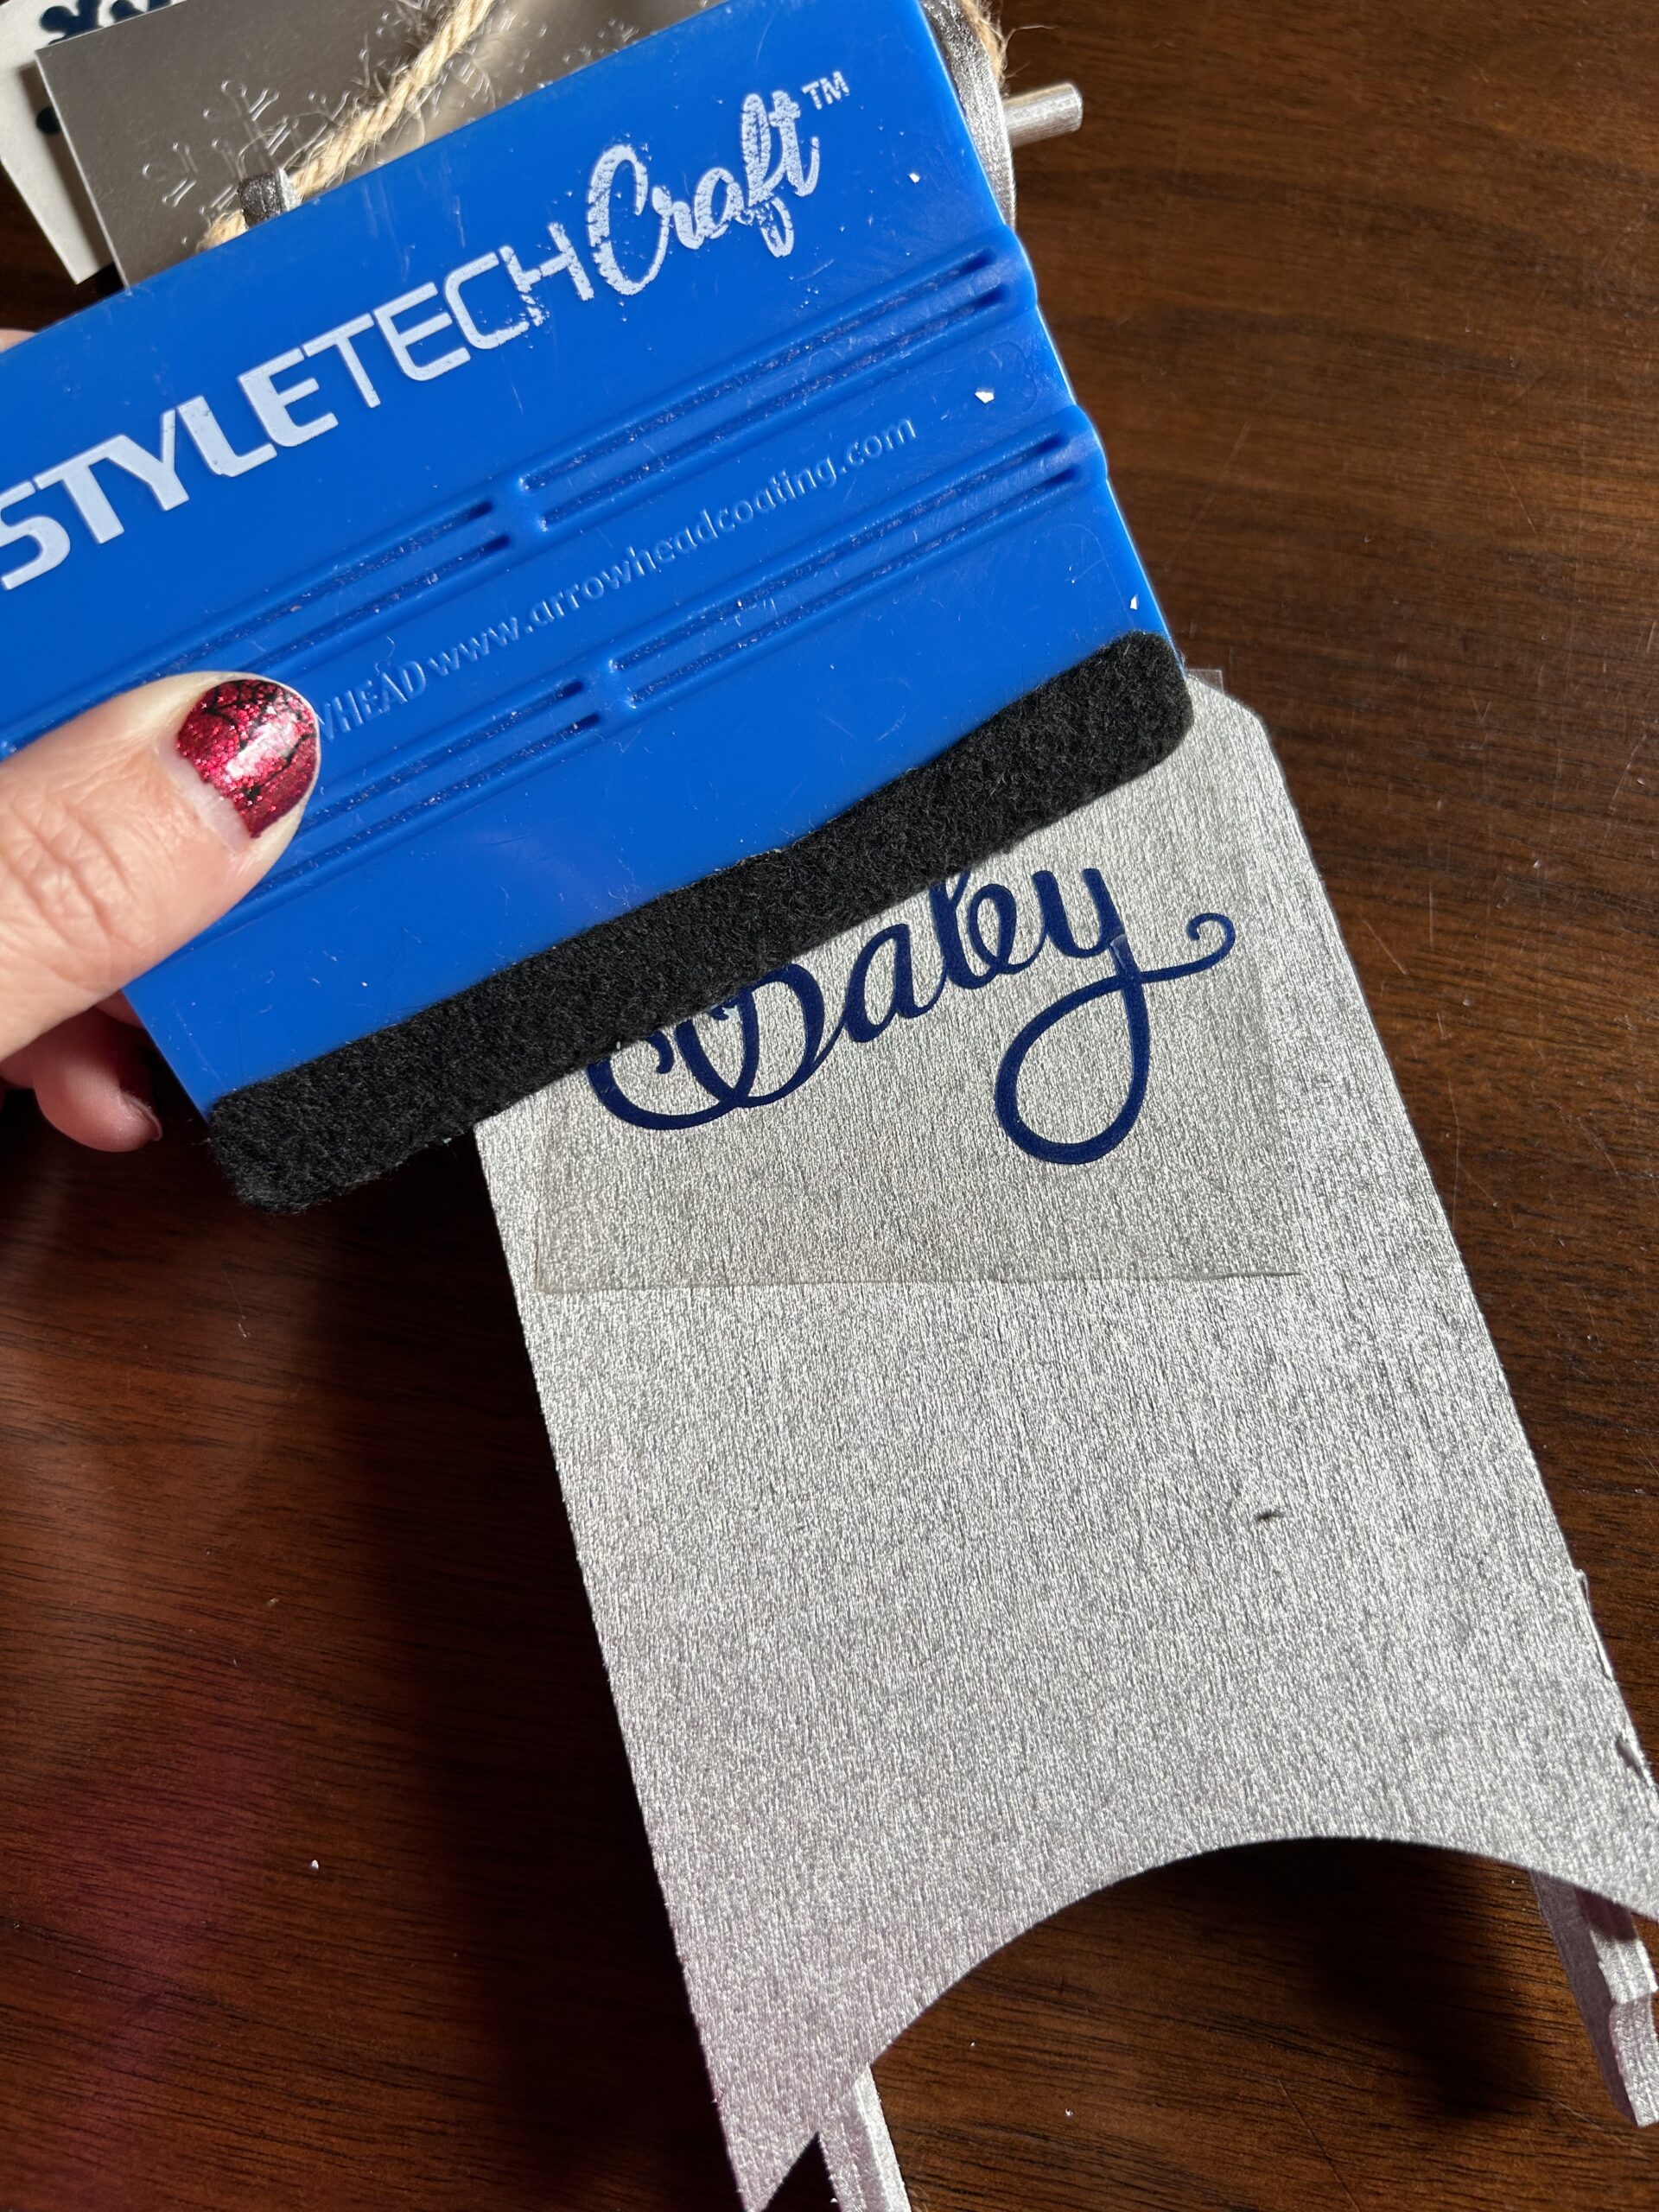 STYLETECH Craft™
WHEAD www.arrowheadcoating.com
Baby